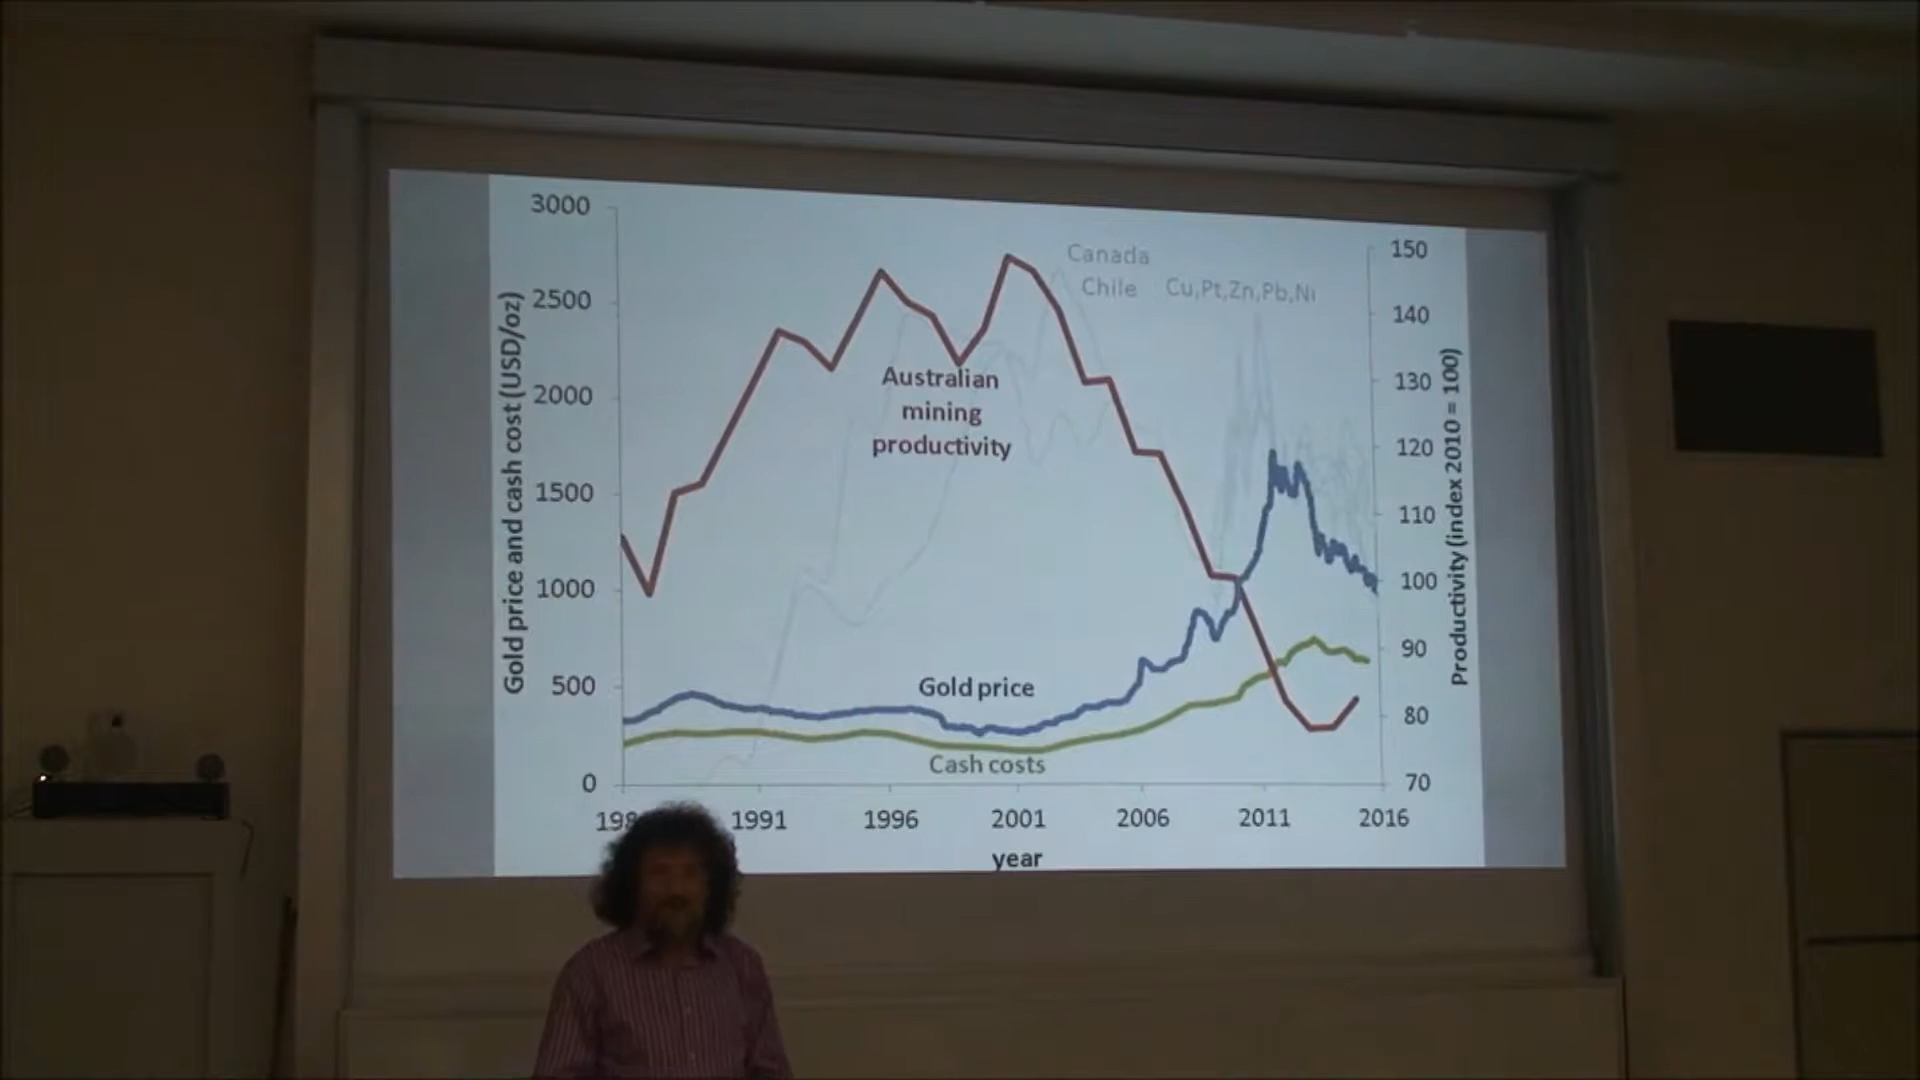 3000
2500
2000
1500
1000
500
0
Gold price and cash cost (USD/oz)
Canada
Chile Cu,Pt,Zn,Pb,Ni
Australian
mining
productivity
Gold price
Cash costs
150
140
130
120
110
100
90
80
70
Productivity (index 2010 = 100)
198
1991
1996
2001
2006
2011
2016
year